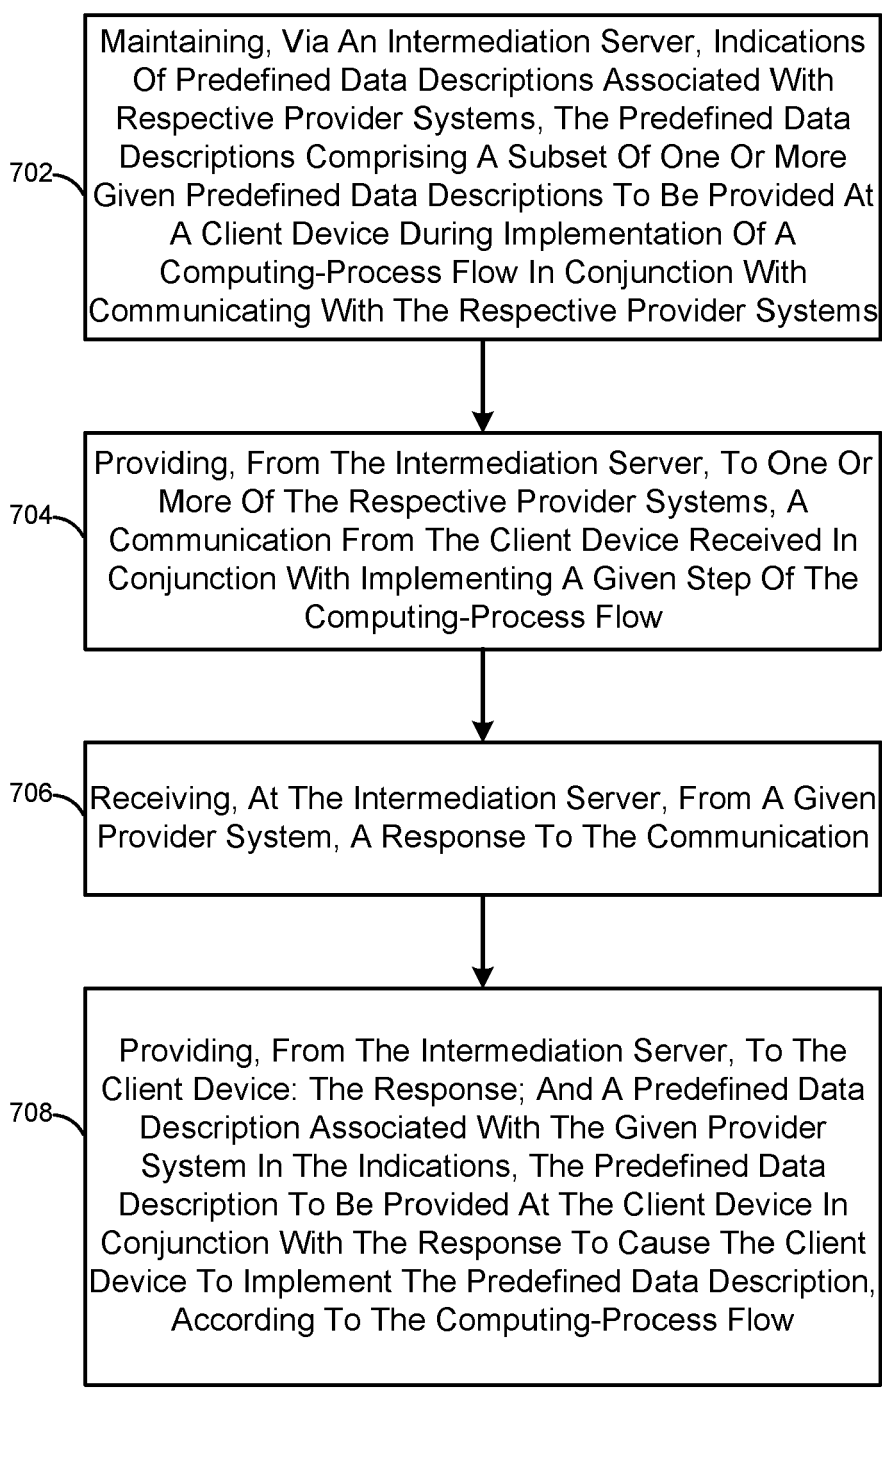 Maintaining, Via An Intermediation Server, Indications
Of Predefined Data Descriptions Associated With
Respective Provider Systems, The Predefined Data
Descriptions Comprising A Subset Of One Or More
Given Predefined Data Descriptions To Be Provided At
A Client Device During Implementation Of A
Computing-Process Flow In Conjunction With
Communicating With The Respective Provider Systems
702
Providing, From The Intermediation Server, To One Or
More Of The Respective Provider Systems, A
Communication From The Client Device Received In
Conjunction With Implementing A Given Step Of The
Computing-Process Flow
704
Receiving, At The Intermediation Server, From A Given
Provider System, A Response To The Communication
706
Providing, From The Intermediation Server, To The
Client Device: The Response; And A Predefined Data
Description Associated With The Given Provider
System In The Indications, The Predefined Data
Description To Be Provided At The Client Device In
Conjunction With The Response To Cause The Client
Device To Implement The Predefined Data Description,
According To The Computing-Process Flow
708